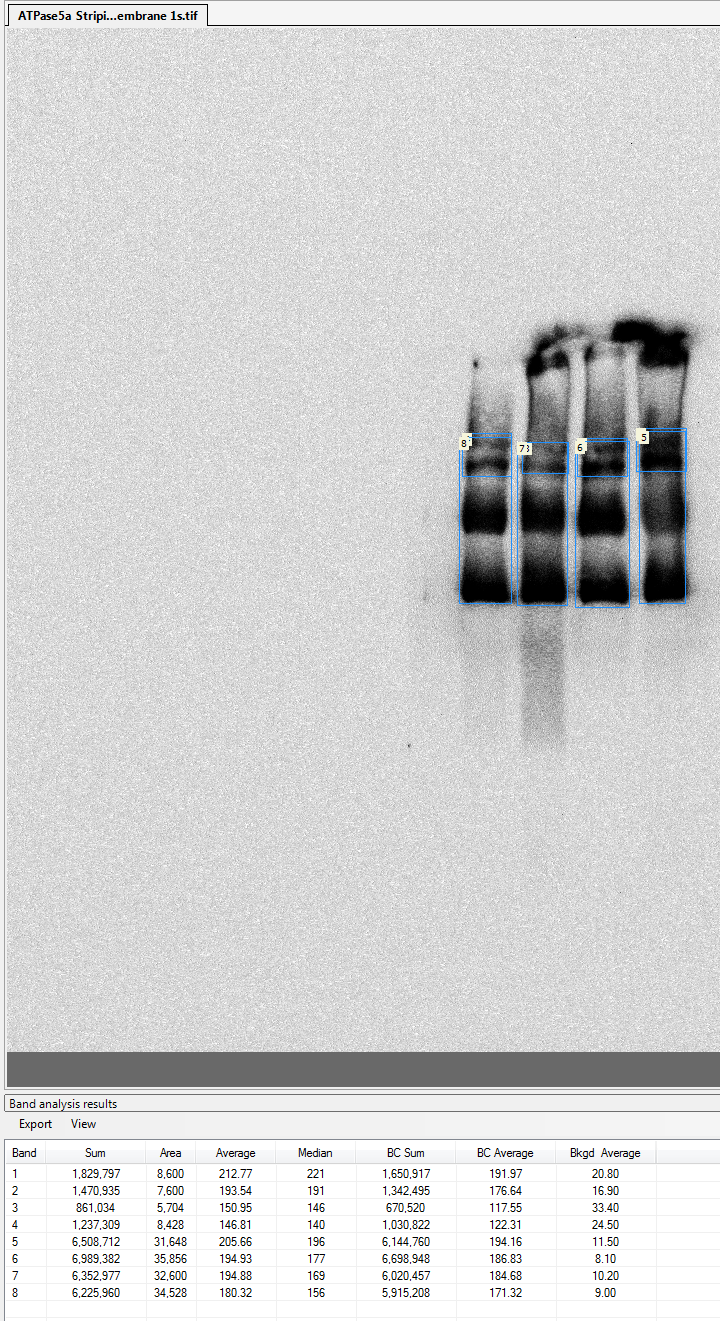 ATPase5a Stripi...embrane 1s.tif
5
8
73
6
Band analysis results
Export View
Band Sum Area Average Median BC Sum BC Average Bkgd Average
1 1,829,797 8,600 212.77 221 1,650,917 191.97 20.80
2 1,470,935 7,600 193.54 191 1,342,495 176.64 16.90
3 861,034 5,704 150.95 146 670,520 117.55 33.40
4 1,237,309 8,428 146.81 140 1,030,822 122.31 24.50
5 6,508,712 31,648 205.66 196 6,144,760 194.16 11.50
6 6,989,382 35,856 194.93 177 6,698,948 186.83 8.10
7 6,352,977 32,600 194.88 169 6,020,457 184.68 10.20
8 6,225,960 34,528 180.32 156 5,915,208 171.32 9.00